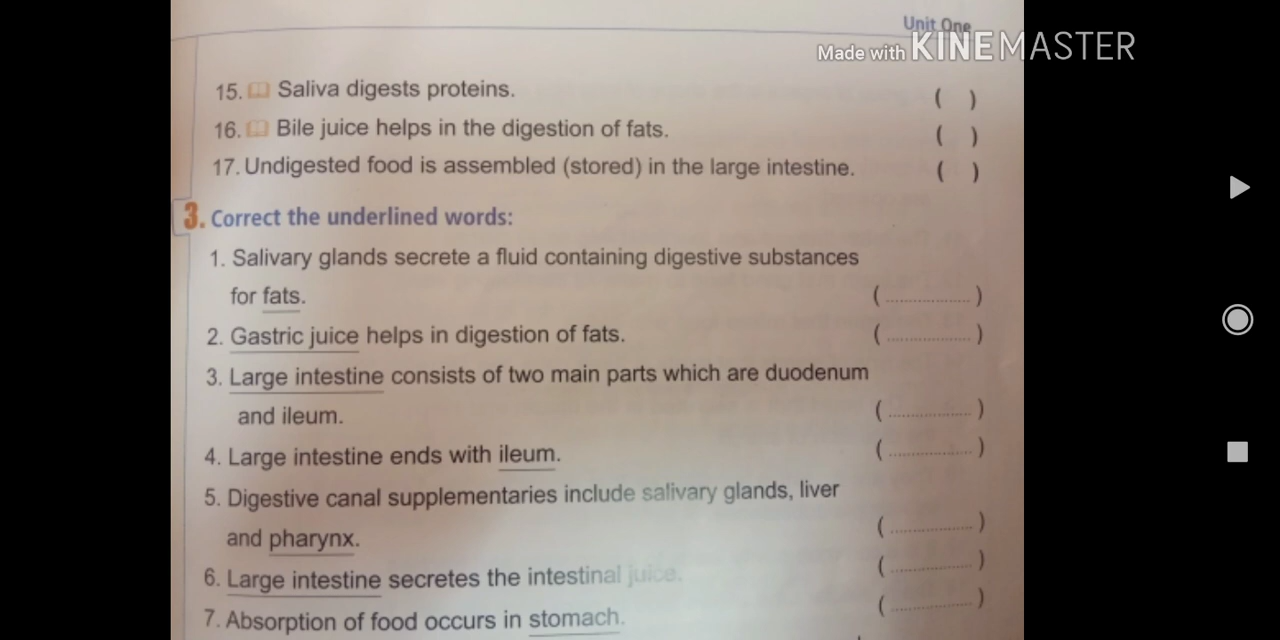 Unit One
Made with KINEMASTER
15. Saliva digests proteins. ( )
16. Bile juice helps in the digestion of fats. ( )
17. Undigested food is assembled (stored) in the large intestine. ( )
3. Correct the underlined words:
1. Salivary glands secrete a fluid containing digestive substances
for fats. (....................)
2. Gastric juice helps in digestion of fats. (....................)
3. Large intestine consists of two main parts which are duodenum
and ileum. (....................)
4. Large intestine ends with ileum. (....................)
5. Digestive canal supplementaries include salivary glands, liver
and pharynx. (....................)
6. Large intestine secretes the intestinal juice. (....................)
7. Absorption of food occurs in stomach. (....................)